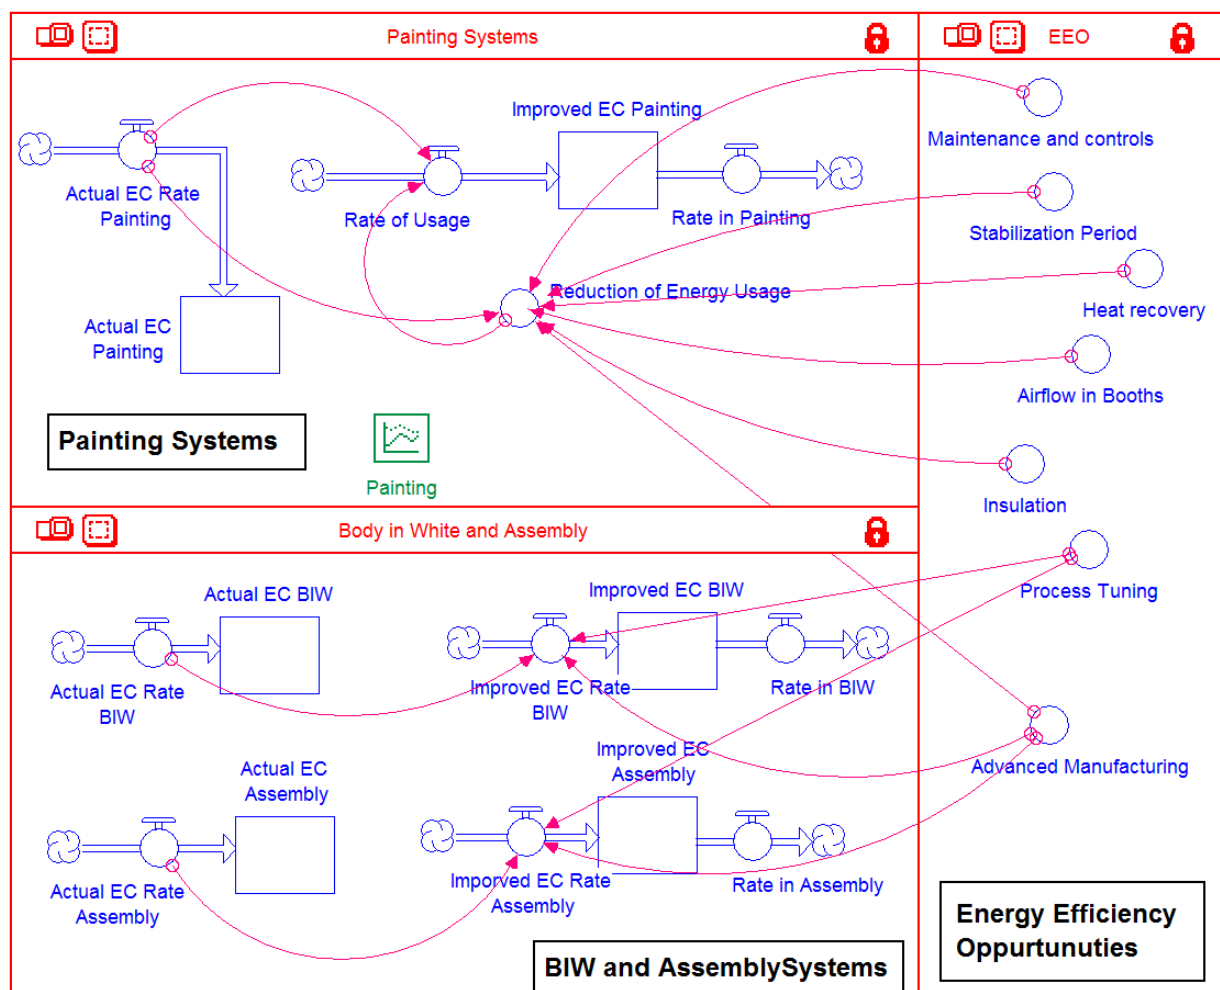 Painting Systems
EEO
Improved EC Painting
Maintenance and controls
Actual EC Rate
Painting
Rate of Usage
Rate in Painting
Stabilization Period
Reduction of Energy Usage
Heat recovery
Actual EC
Painting
Airflow in Booths
Painting Systems
Painting
Insulation
Body in White and Assembly
Process Tuning
Actual EC BIW
Improved EC BIW
Actual EC Rate
BIW
Improved EC Rate
BIW
Rate in BIW
Actual EC
Assembly
Improved EC
Assembly
Advanced Manufacturing
Actual EC Rate
Assembly
Imporved EC Rate
Assembly
Rate in Assembly
Energy Efficiency
Oppurtunuties
BIW and AssemblySystems